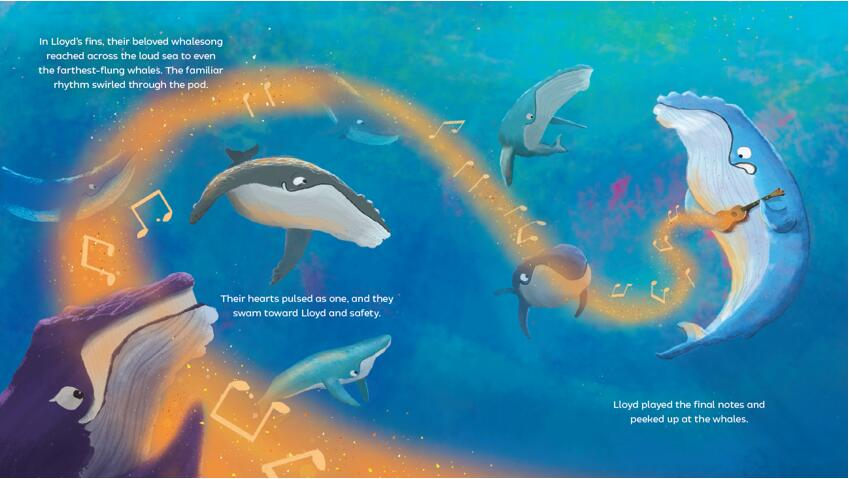 In Lloyd's fins, their beloved whalesong
reached across the loud sea to even
the farthest-flung whales. The familiar
rhythm swirled through the pod.
Their hearts pulsed as one, and they
swam toward Lloyd and safety.
Lloyd played the final notes and
peeked up at the whales.